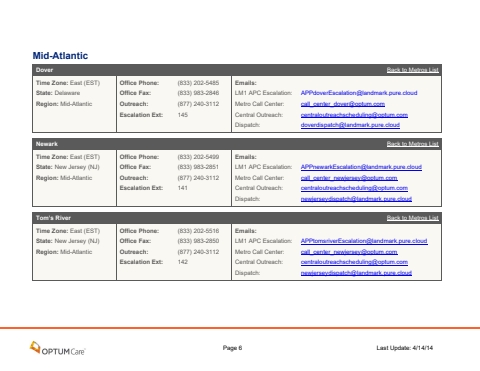 Mid-Atlantic
Dover Back to Metros List
Time Zone: East (EST) Office Phone: (833) 202-5485 Emails:
State: Delaware Office Fax: (833) 983-2846 LM1 APC Escalation: APPdoverEscalation@landmark.pure.cloud
Region: Mid-Atlantic Outreach: (877) 240-3112 Metro Call Center: call_center_dover@optum.com
Escalation Ext: 145 Central Outreach: centraloutreachscheduling@optum.com
Dispatch: doverdispatch@landmark.pure.cloud
Newark Back to Metros List
Time Zone: East (EST) Office Phone: (833) 202-5499 Emails:
State: New Jersey (NJ) Office Fax: (833) 983-2851 LM1 APC Escalation: APPnewarkEscalation@landmark.pure.cloud
Region: Mid-Atlantic Outreach: (877) 240-3112 Metro Call Center: call_center_newjersey@optum.com
Escalation Ext: 141 Central Outreach: centraloutreachscheduling@optum.com
Dispatch: newjerseydispatch@landmark.pure.cloud
Tom's River Back to Metros List
Time Zone: East (EST) Office Phone: (833) 202-5516 Emails:
State: New Jersey (NJ) Office Fax: (833) 983-2850 LM1 APC Escalation: APPtomsriverEscalation@landmark.pure.cloud
Region: Mid-Atlantic Outreach: (877) 240-3112 Metro Call Center: call_center_newjersey@optum.com
Escalation Ext: 142 Central Outreach: centraloutreachscheduling@optum.com
Dispatch: newjerseydispatch@landmark.pure.cloud
OPTUMCare Page 6 Last Update: 4/14/14